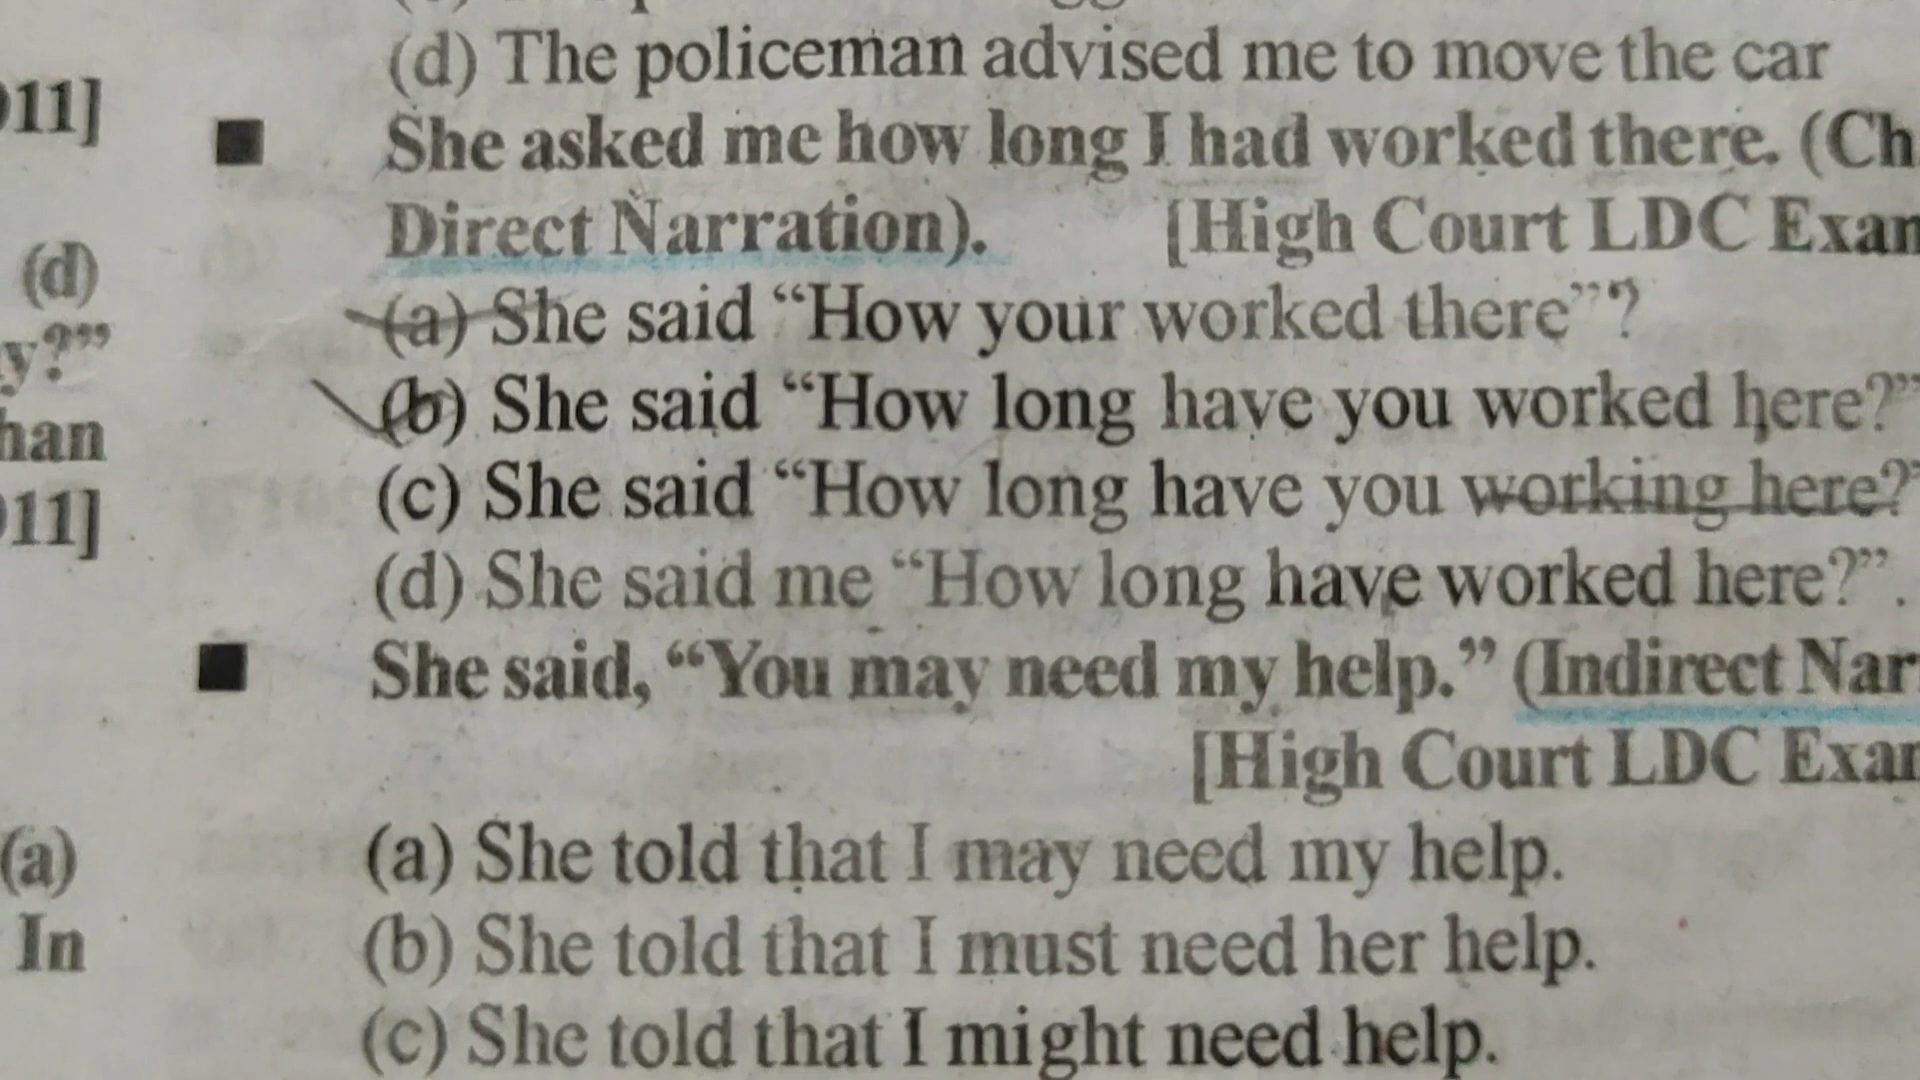 (d) The policeman advised me to move the car
She asked me how long I had worked there. (Ch
Direct Narration). [High Court LDC Exam
(a) She said “How your worked there”?
(b) She said “How long have you worked here?”
(c) She said “How long have you working here?”
(d) She said me “How long have worked here?”.
She said, “You may need my help.” (Indirect Nar
[High Court LDC Exam
(a) She told that I may need my help.
(b) She told that I must need her help.
(c) She told that I might need help.
011]
(d)
y?”
han
011]
(a)
In